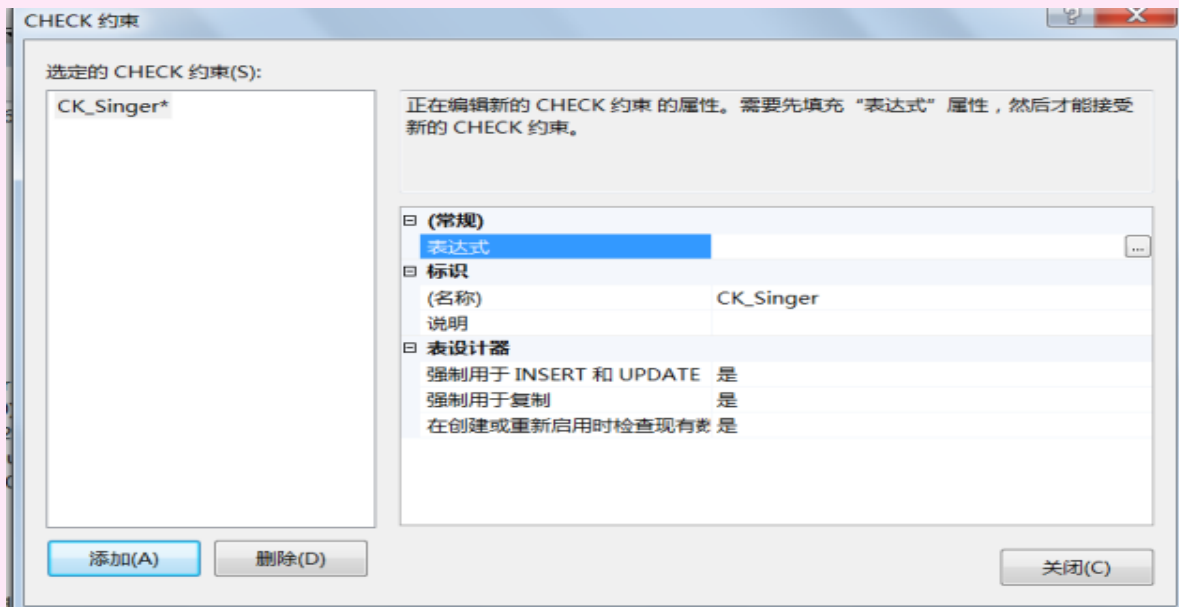 CHECK 约束
选定的 CHECK 约束(S):
CK_Singer*
正在编辑新的 CHECK 约束 的属性。需要先填充“表达式”属性，然后才能接受
新的 CHECK 约束。
(常规)
表达式
...
标识
(名称) CK_Singer
说明
表设计器
强制用于 INSERT 和 UPDATE 是
强制用于复制 是
在创建或重新启用时检查现有数 是
添加(A) 删除(D)
关闭(C)